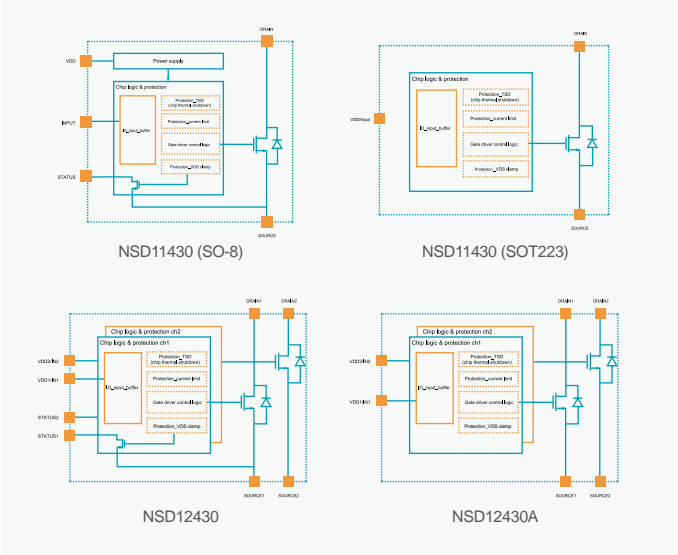 DRAIN
VDD
Power supply
Chip logic & protection
Protection_TSD
(chip thermal shutdown)
INPUT
IO_input_buffer
Protection_current limit
Gate driver control logic
Protection_VDS clamp
STATUS
SOURCE
NSD11430 (SO-8)
DRAIN
Chip logic & protection
Protection_TSD
(chip thermal shutdown)
VDD/Input
IO_input_buffer
Protection_current limit
Gate driver control logic
Protection_VDS clamp
SOURCE
NSD11430 (SOT223)
DRAIN1
DRAIN2
Chip logic & protection ch2
Chip logic & protection ch1
VDD2/IN2
Protection_TSD
(chip thermal shutdown)
VDD1/IN1
IO_input_buffer
Protection_current limit
Gate driver control logic
STATUS2
Protection_VDS clamp
STATUS1
SOURCE1
SOURCE2
NSD12430
DRAIN1
DRAIN2
Chip logic & protection ch2
Chip logic & protection ch1
VDD2/IN2
Protection_TSD
(chip thermal shutdown)
IO_input_buffer
Protection_current limit
VDD1/IN1
Gate driver control logic
Protection_VDS clamp
SOURCE1
SOURCE2
NSD12430A